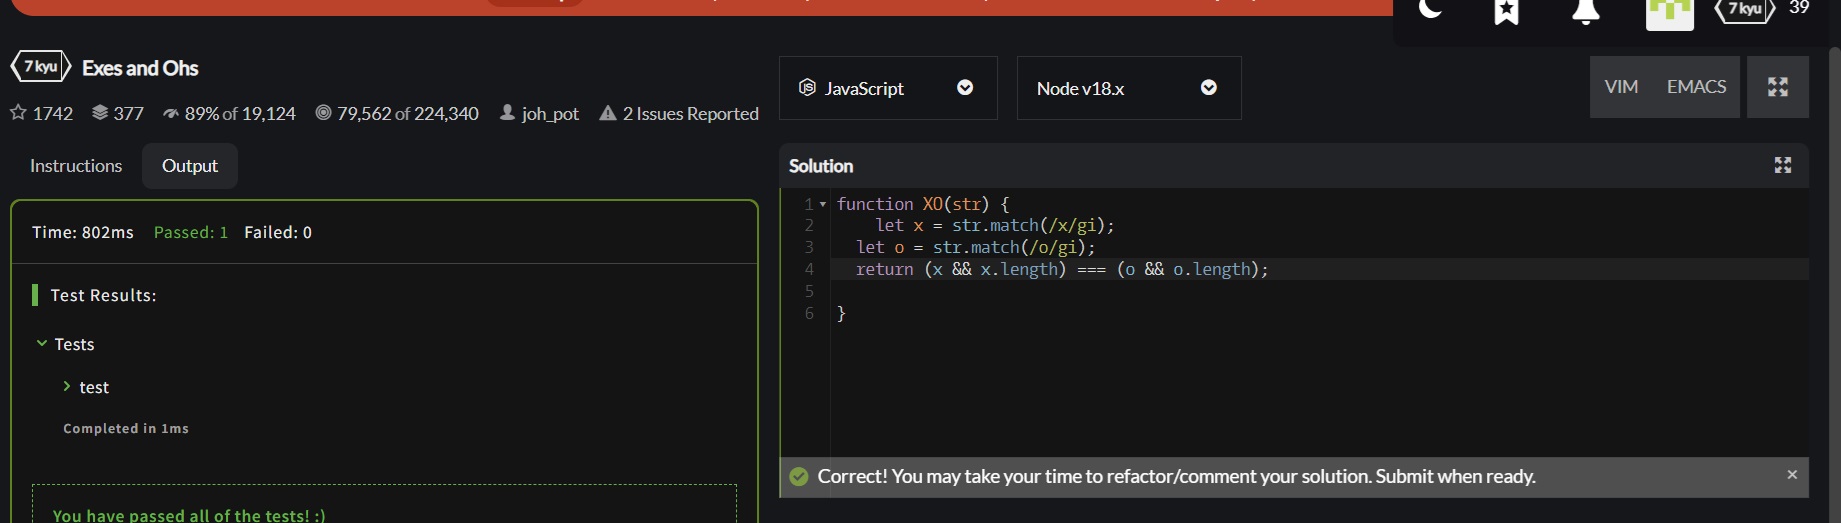 7 kyu
39
7 kyu Exes and Ohs
1742 377 89% of 19,124 79,562 of 224,340 joh_pot 2 Issues Reported
JavaScript
Node v18.x
VIM EMACS
Instructions Output
Time: 802ms Passed: 1 Failed: 0
Test Results:
Tests
test
Completed in 1ms
You have passed all of the tests! :)
Solution
1 function XO(str) {
2 let x = str.match(/x/gi);
3 let o = str.match(/o/gi);
4 return (x && x.length) === (o && o.length);
5
6 }
Correct! You may take your time to refactor/comment your solution. Submit when ready. ×